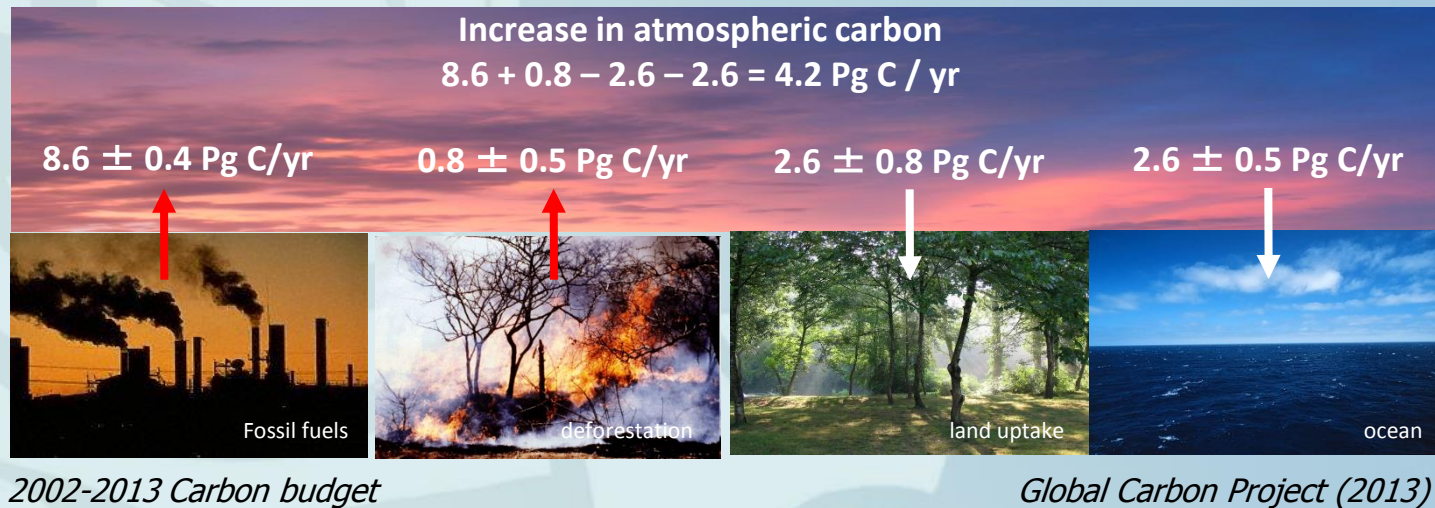 Increase in atmospheric carbon
8.6 + 0.8 – 2.6 – 2.6 = 4.2 Pg C / yr
8.6 ± 0.4 Pg C/yr
0.8 ± 0.5 Pg C/yr
2.6 ± 0.8 Pg C/yr
2.6 ± 0.5 Pg C/yr
Fossil fuels
deforestation
land uptake
ocean
2002-2013 Carbon budget
Global Carbon Project (2013)